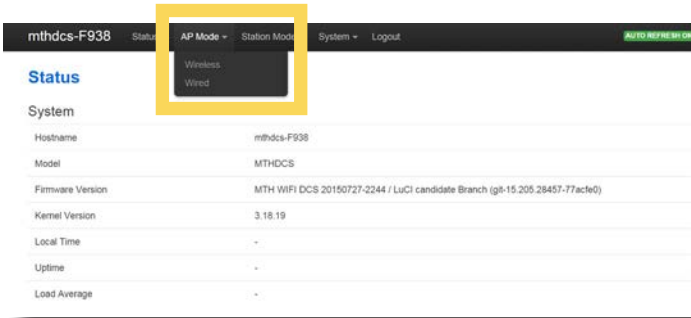 mthdcs-F938 Status AP Mode Station Mode System Logout AUTO REFRESH ON
Wireless
Wired
Status
System
Hostname mthdcs-F938
Model MTHDCS
Firmware Version MTH WIFI DCS 20150727-2244 / LuCI candidate Branch (git-15.205.28457-77acfe0)
Kernel Version 3.18.19
Local Time -
Uptime -
Load Average -